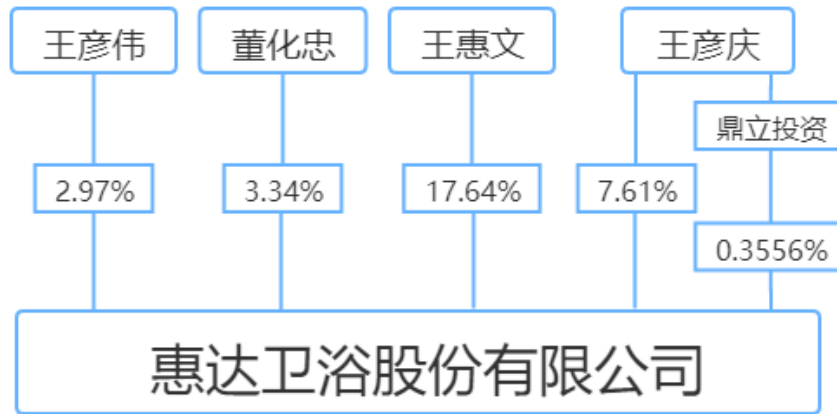 王彦伟
董化忠
王惠文
王彦庆
鼎立投资
2.97%
3.34%
17.64%
7.61%
0.3556%
惠达卫浴股份有限公司